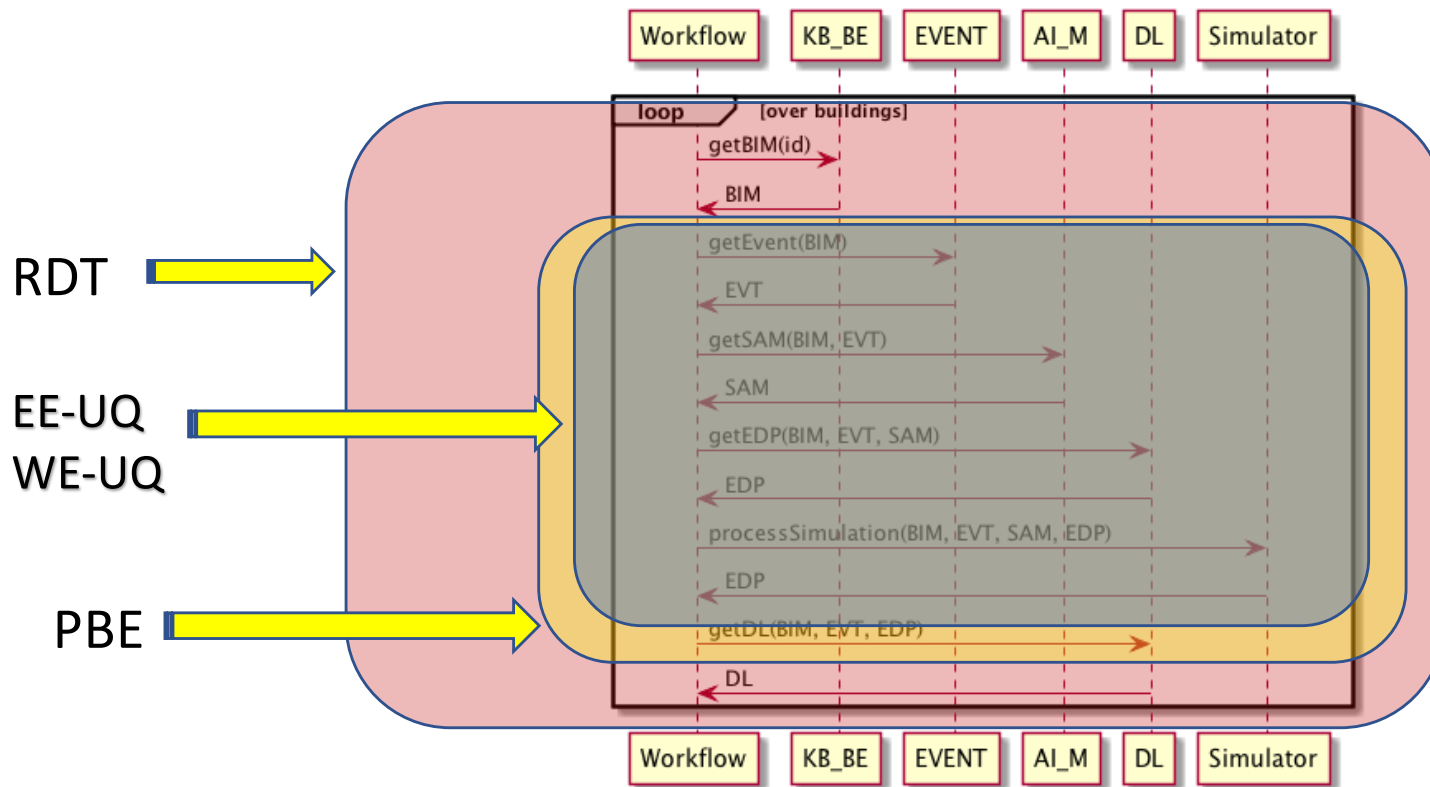 Workflow KB_BE EVENT AI_M DL Simulator
loop [over buildings]
getBIM(id)
BIM
getEvent(BIM)
RDT
EVT
getSAM(BIM, EVT)
SAM
EE-UQ
getEDP(BIM, EVT, SAM)
WE-UQ
EDP
processSimulation(BIM, EVT, SAM, EDP)
EDP
PBE
getDL(BIM, EVT, EDP)
DL
Workflow KB_BE EVENT AI_M DL Simulator